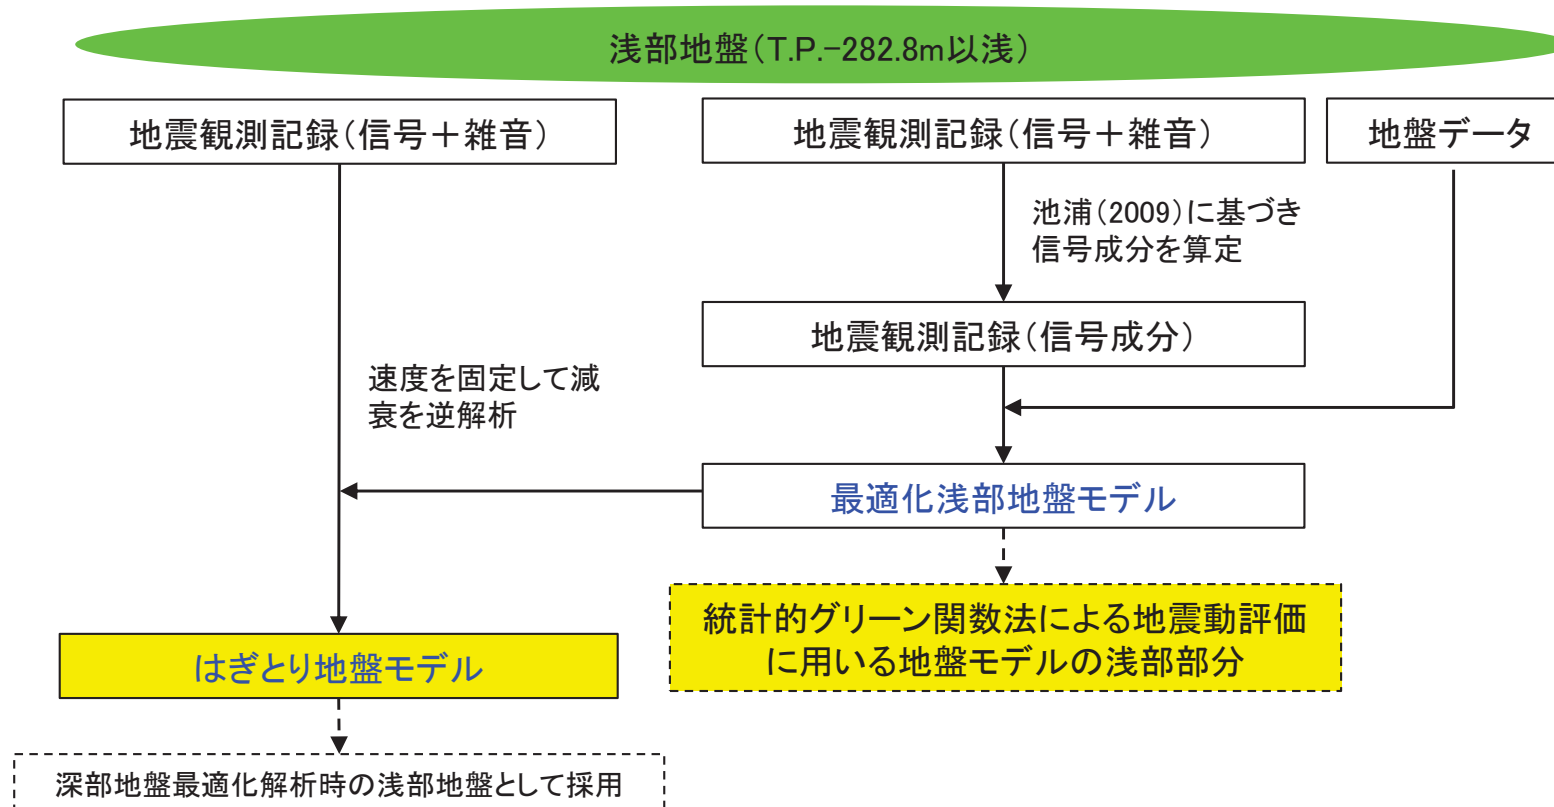 浅部地盤(T.P.-282.8m以浅)
地震観測記録(信号+雑音)
地震観測記録(信号+雑音)
地盤データ
池浦(2009)に基づき
信号成分を算定
地震観測記録(信号成分)
速度を固定して減
衰を逆解析
最適化浅部地盤モデル
統計的グリーン関数法による地震動評価
に用いる地盤モデルの浅部部分
はぎとり地盤モデル
深部地盤最適化解析時の浅部地盤として採用